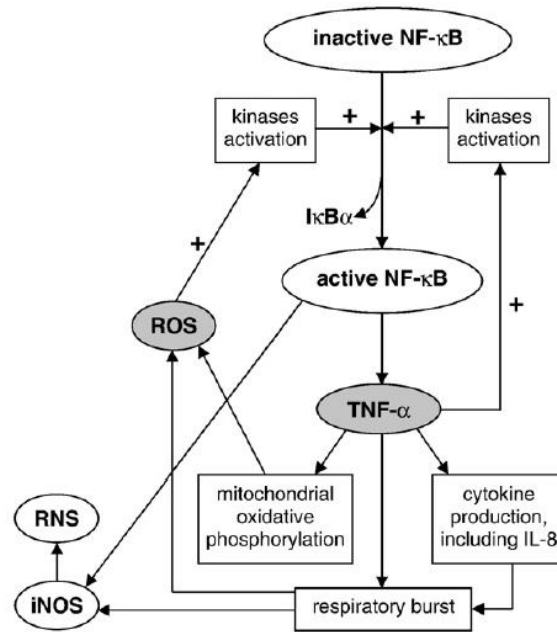 inactive NF-κB
kinases
activation
+
+
kinases
activation
IκBα
+
active NF-κB
+
ROS
TNF-α
mitochondrial
oxidative
phosphorylation
cytokine
production,
including IL-8
RNS
iNOS
respiratory burst